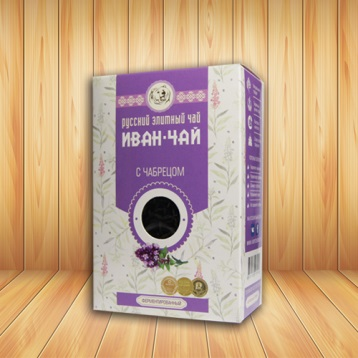 РУССКИЙ ЭЛИТНЫЙ ЧАЙ
ИВАН-ЧАЙ
С ЧАБРЕЦОМ
ФЕРМЕНТИРОВАННЫЙ